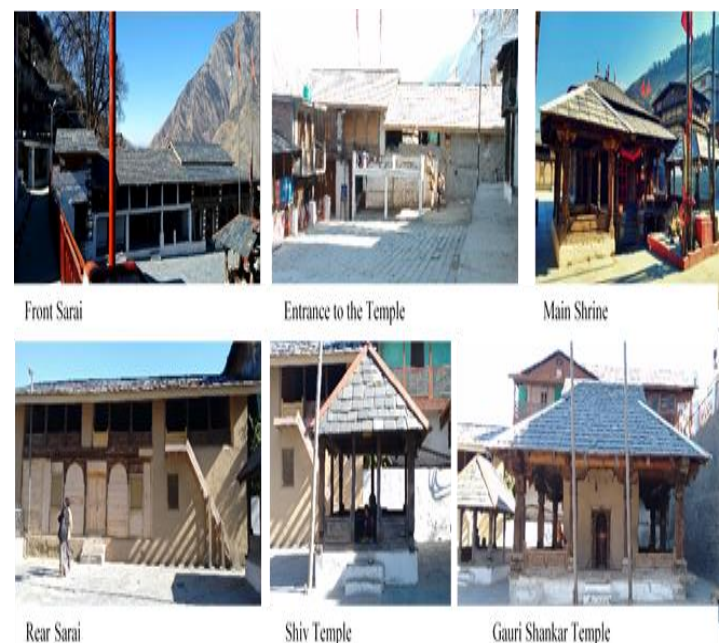 Front Sarai
Entrance to the Temple
Main Shrine
Rear Sarai
Shiv Temple
Gauri Shankar Temple